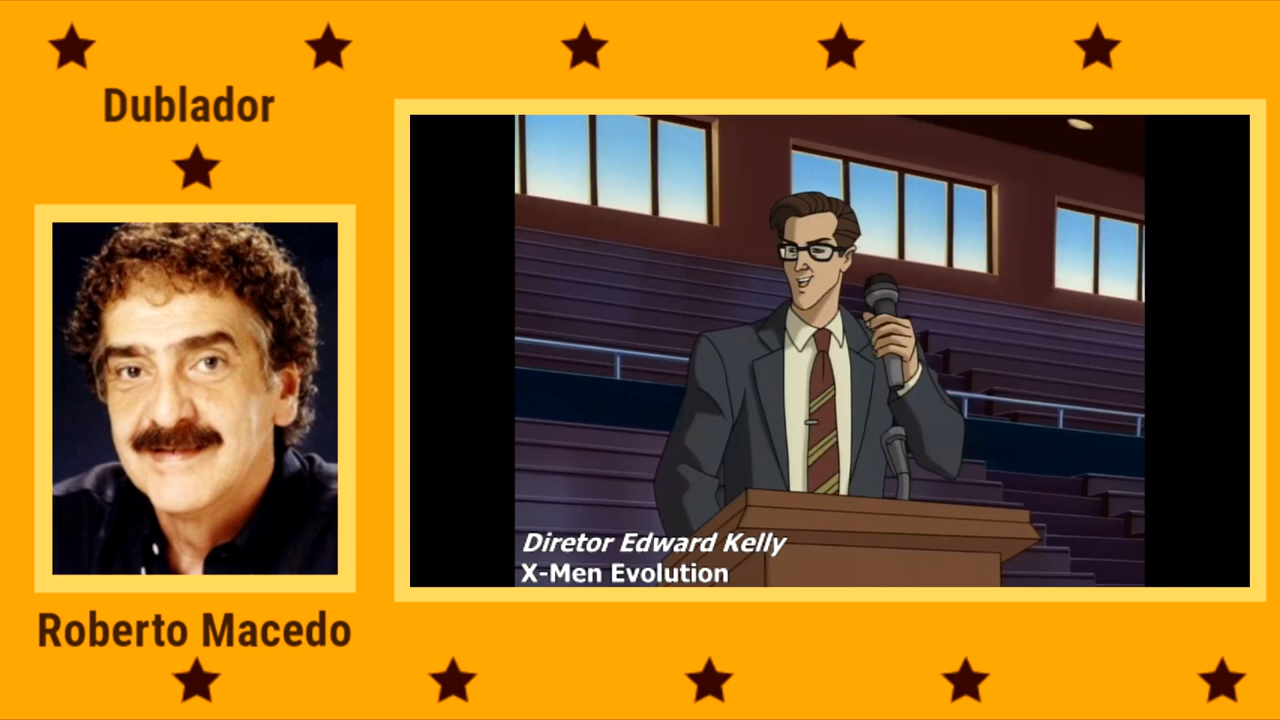 Dublador
Roberto Macedo
Diretor Edward Kelly
X-Men Evolution